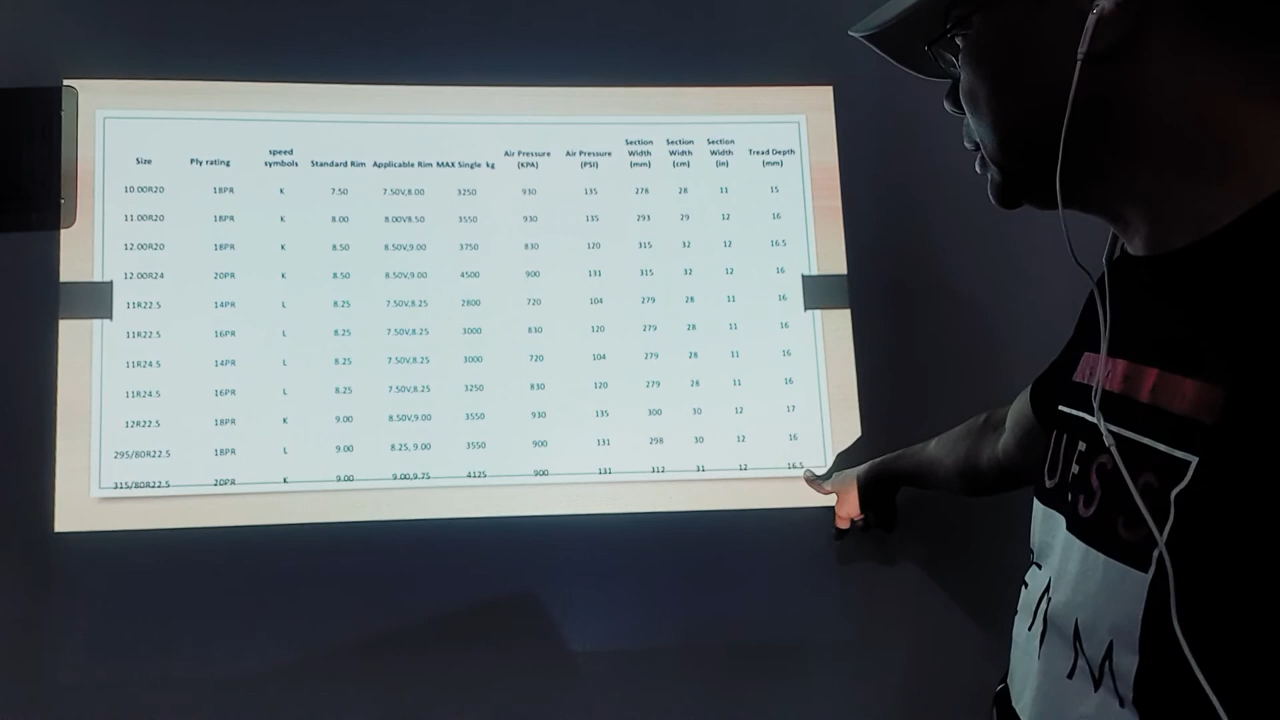 Size Ply rating speed symbols Standard Rim Applicable Rim MAX Single kg Air Pressure (KPA) Air Pressure (PSI) Section Width (mm) Section Width (cm) Section Width (in) Tread Depth (mm)
10.00R20 18PR K 7.50 7.50V,8.00 3250 930 135 278 28 11 15
11.00R20 18PR K 8.00 8.00V8.50 3550 930 135 293 29 12 16
12.00R20 18PR K 8.50 8.50V,9.00 3750 830 120 315 32 12 16.5
12.00R24 20PR K 8.50 8.50V,9.00 4500 900 131 315 32 12 16
11R22.5 14PR L 8.25 7.50V,8.25 2800 720 104 279 28 11 16
11R22.5 16PR L 8.25 7.50V,8.25 3000 830 120 279 28 11 16
11R24.5 14PR L 8.25 7.50V,8.25 3000 720 104 279 28 11 16
11R24.5 16PR L 8.25 7.50V,8.25 3250 830 120 279 28 11 16
12R22.5 18PR K 9.00 8.50V,9.00 3550 930 135 300 30 12 17
295/80R22.5 18PR L 9.00 8.25, 9.00 3550 900 131 298 30 12 16
315/80R22.5 20PR K 9.00 9.00,9.75 4125 900 131 312 31 12 16.5